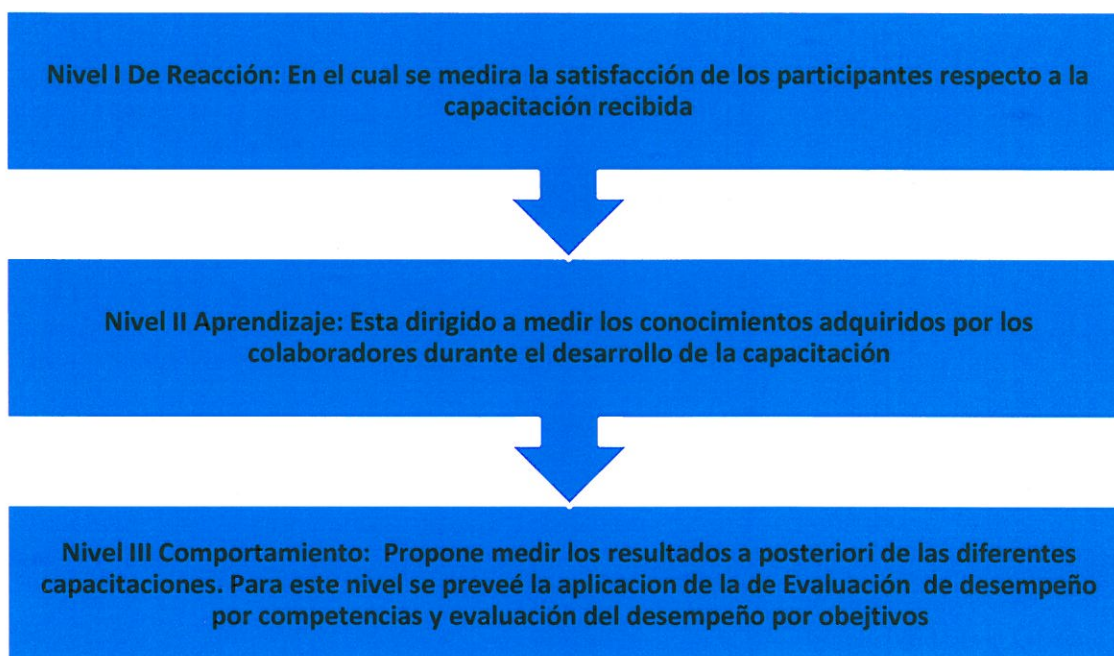 Nivel I De Reacción: En el cual se medira la satisfacción de los participantes respecto a la
capacitación recibida
Nivel II Aprendizaje: Esta dirigido a medir los conocimientos adquiridos por los
colaboradores durante el desarrollo de la capacitación
Nivel III Comportamiento:  Propone medir los resultados a posteriori de las diferentes
capacitaciones. Para este nivel se preveé la aplicacion de la de Evaluación  de desempeño
por competencias y evaluación del desempeño por obejtivos